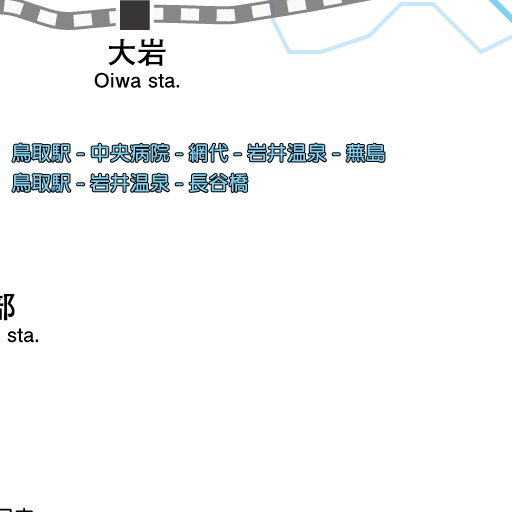 大岩
Oiwa sta.
鳥取駅 - 中央病院 - 網代 - 岩井温泉 - 蕪島
鳥取駅 - 岩井温泉 - 長谷橋
部
sta.